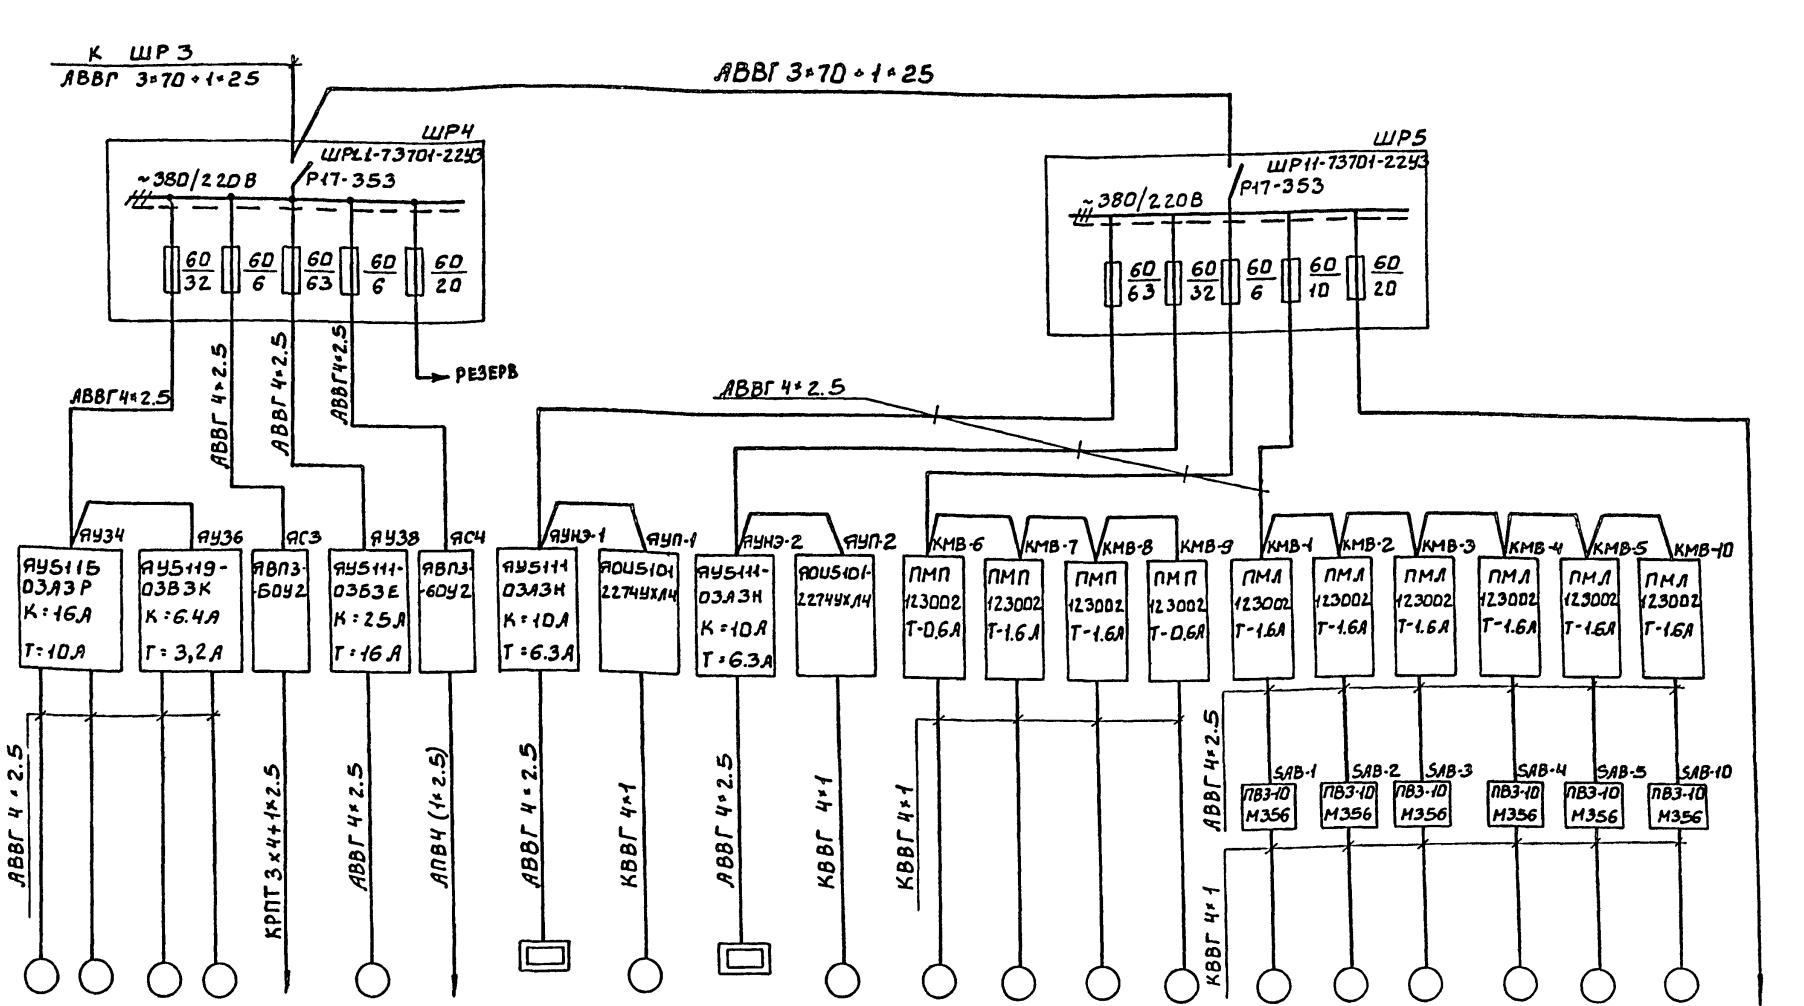 К ШР3
АВВГ 3*70+1*25
АВВГ 3*70+1*25
ШР4
ШР11-73701-22У3
Р17-353
~380/220В
60/32
60/6
60/63
60/6
60/20
ШР5
ШР11-73701-22У3
Р17-353
~380/220В
60/63
60/32
60/6
60/10
60/20
АВВГ 4*2.5
АВВГ 4*2.5
АВВГ 4*2.5
АВВГ 4*2.5
РЕЗЕРВ
АВВГ 4*2.5
ЯУ34
ЯУ5115
03А3Р
К=16А
Т=10А
ЯУ36
ЯУ5119-
03В3К
К=6.4А
Т=3,2А
ЯС3
ЯВП3-
-60У2
ЯУ38
ЯУ5111-
03Б3Е
К=25А
Т=16А
ЯС4
ЯВП3-
-60У2
ЯУНЭ-1
ЯУ5111
03А3Н
К=10А
Т=6.3А
ЯУП-1
ЯОУ5101
2274УХЛ4
ЯУНЭ-2
ЯУ5111-
03А3Н
К=10А
Т=6.3А
ЯУП-2
ЯОУ5101-
2274УХЛ4
КМВ-6
ПМП
123002
Т-0,6А
КМВ-7
ПМП
123002
Т-1.6А
КМВ-8
ПМП
123002
Т-1.6А
КМВ-9
ПМП
123002
Т-0,6А
КМВ-1
ПМЛ
123002
Т-1.6А
КМВ-2
ПМЛ
123002
Т-1.6А
КМВ-3
ПМЛ
123002
Т-1.6А
КМВ-4
ПМЛ
123002
Т-1.6А
КМВ-5
ПМЛ
123002
Т-1.6А
КМВ-10
ПМЛ
123002
Т-1.6А
АВВГ 4*2.5
КРПТ 3*4+1*2.5
АВВГ 4*2.5
АПВ4(1*2.5)
АВВГ 4*2.5
КВВГ 4*1
АВВГ 4*2.5
КВВГ 4*1
КВВГ 4*1
АВВГ 4*2.5
SAB-1
ПВ3-10
М356
SAB-2
ПВ3-10
М356
SAB-3
ПВ3-10
М356
SAB-4
ПВ3-10
М356
SAB-5
ПВ3-10
М356
SAB-10
ПВ3-10
М356
КВВГ 4*1